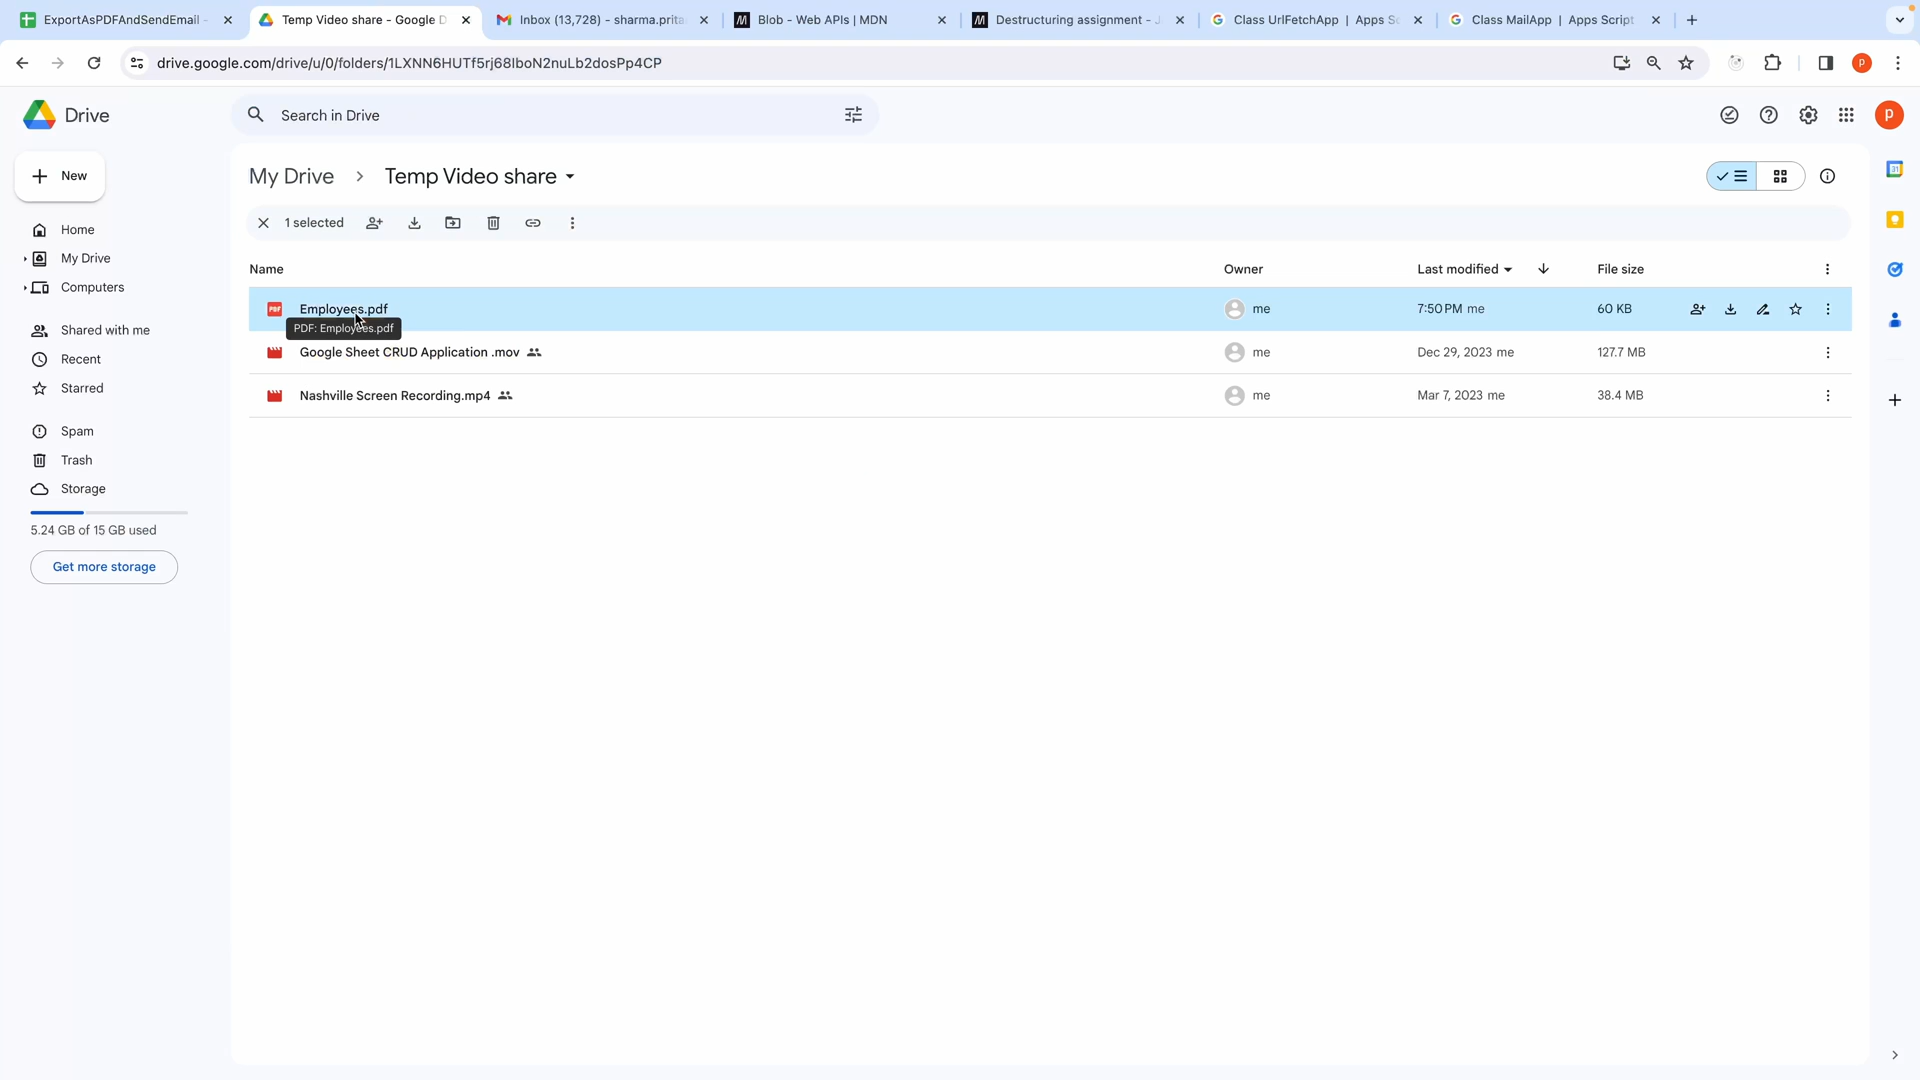 ExportAsPDFAndSendEmail -
Temp Video share - Google D
Inbox (13,728) - sharma.prita
Blob - Web APIs | MDN
Destructuring assignment - J
Class UrlFetchApp | Apps Sc
Class MailApp | Apps Script
drive.google.com/drive/u/0/folders/1LXNN6HUTf5rj68IboN2nuLb2dosPp4CP
P
Drive
Search in Drive
P
New
My Drive > Temp Video share
31
1 selected
Home
My Drive
Computers
Name Owner Last modified File size
PDF Employees.pdf me 7:50 PM me 60 KB
PDF: Employees.pdf
Shared with me
Google Sheet CRUD Application .mov me Dec 29, 2023 me 127.7 MB
Recent
Starred
Nashville Screen Recording.mp4 me Mar 7, 2023 me 38.4 MB
Spam
Trash
Storage
5.24 GB of 15 GB used
Get more storage